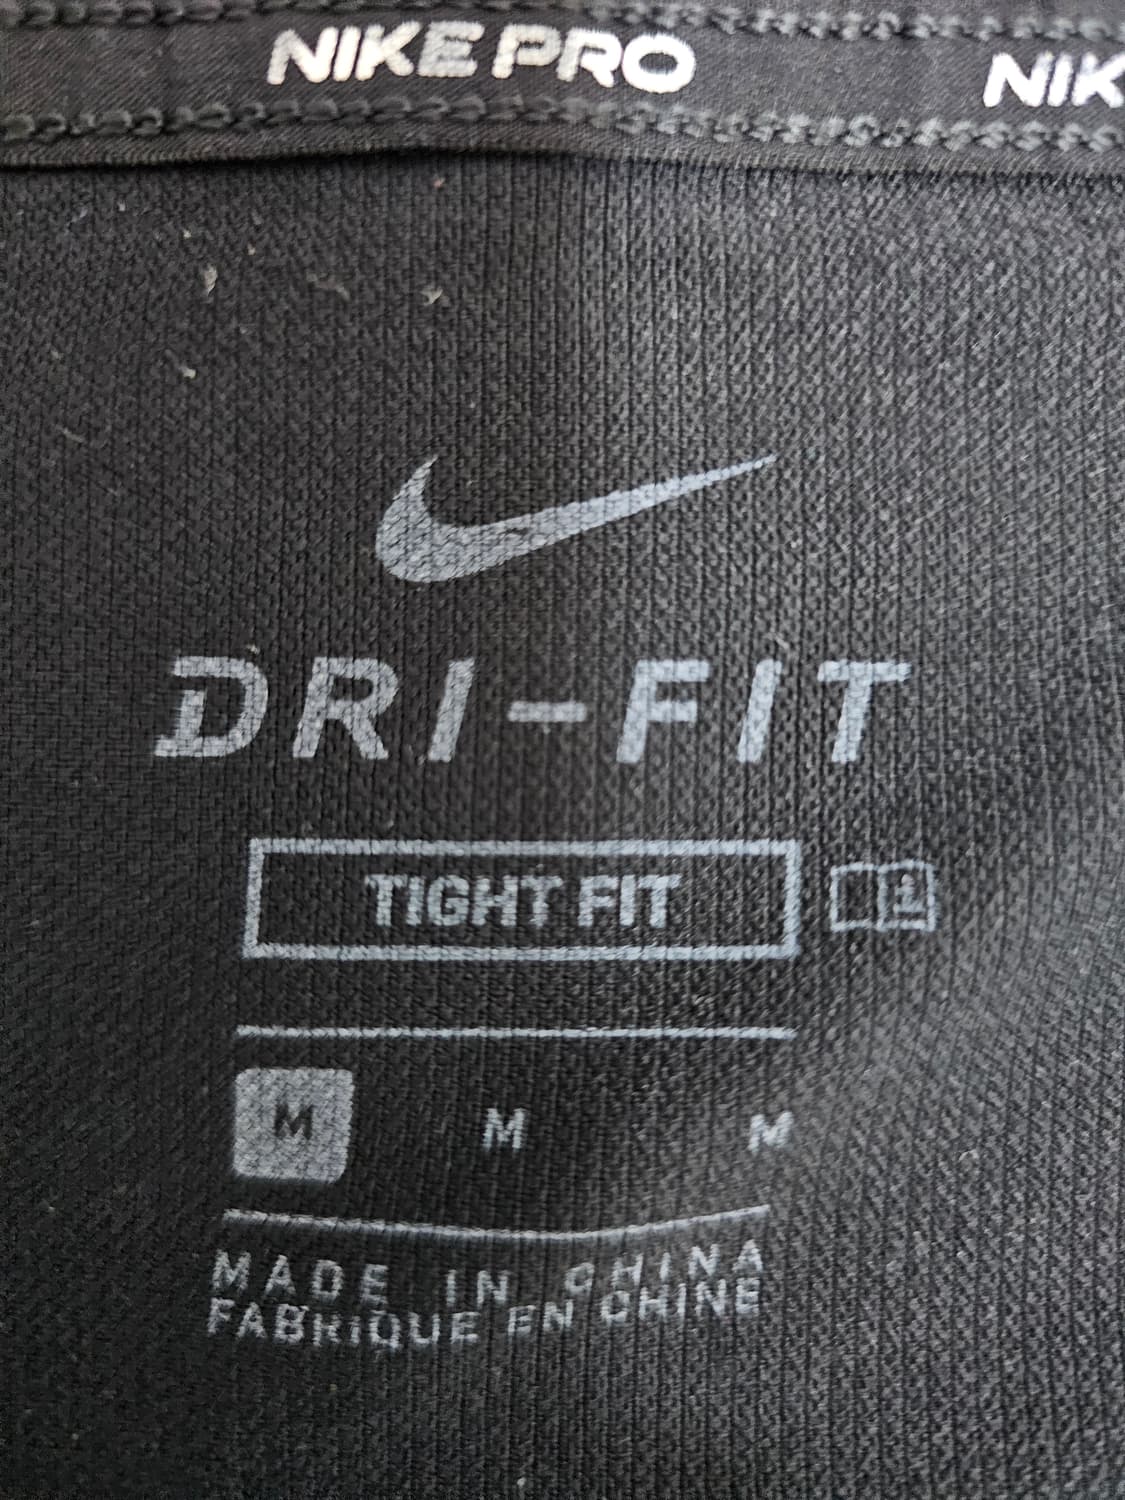 NIKE PRO NIK
DRI-FIT
TIGHT FIT
M M M
MADE IN CHINA
FABRIQUE EN CHINE